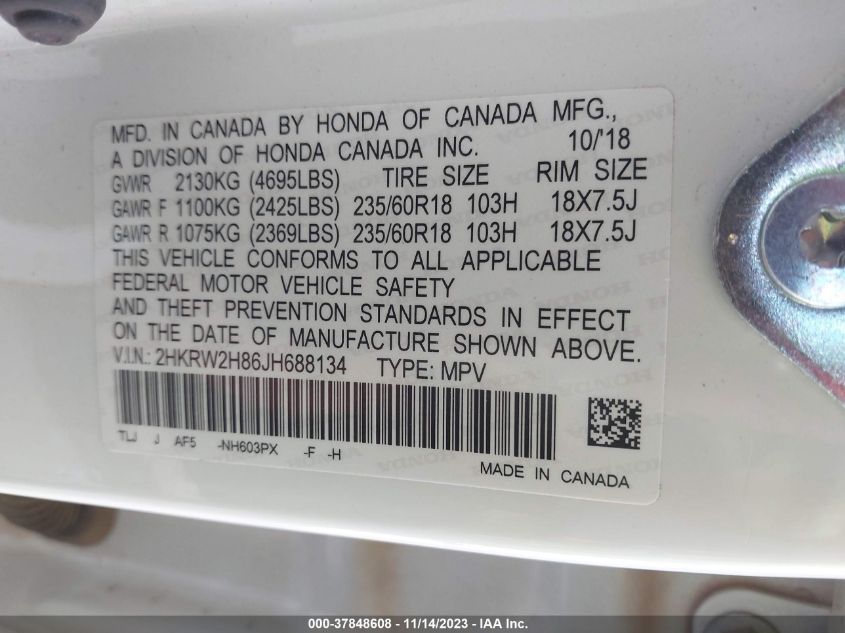 MFD. IN CANADA BY HONDA OF CANADA MFG.,
A DIVISION OF HONDA CANADA INC. 10/'18
GVWR 2130KG (4695LBS) TIRE SIZE RIM SIZE
GAWR F 1100KG (2425LBS) 235/60R18 103H 18X7.5J
GAWR R 1075KG (2369LBS) 235/60R18 103H 18X7.5J
THIS VEHICLE CONFORMS TO ALL APPLICABLE
FEDERAL MOTOR VEHICLE SAFETY
AND THEFT PREVENTION STANDARDS IN EFFECT
ON THE DATE OF MANUFACTURE SHOWN ABOVE.
V.I.N.: 2HKRW2H86JH688134 TYPE: MPV
TLJ J AF5 -NH603PX -F -H
MADE IN CANADA
000-37848608 - 11/14/2023 - IAA Inc.